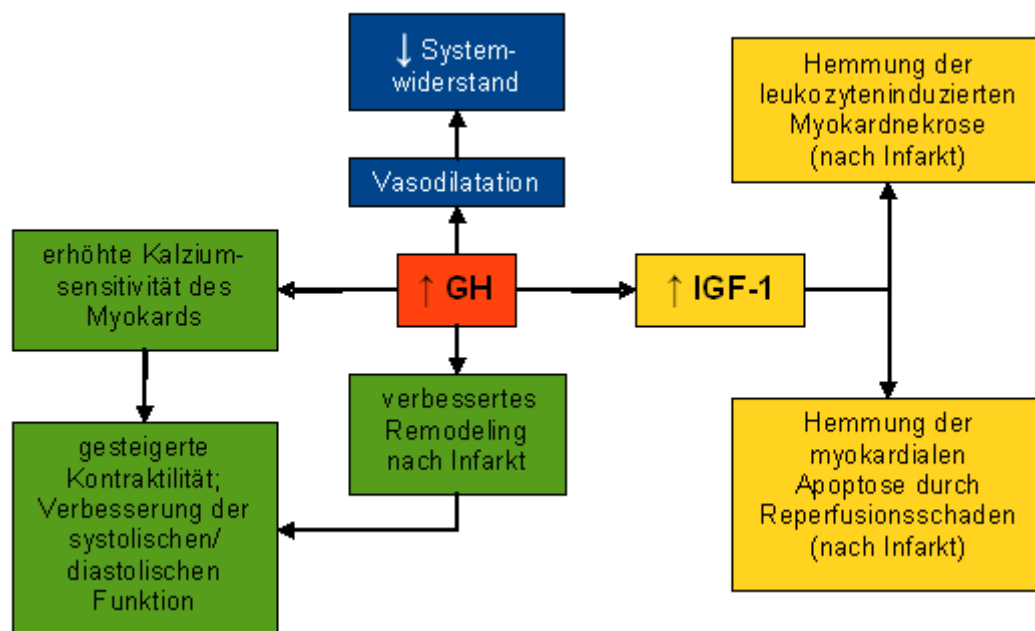 ↓ System-
widerstand
Vasodilatation
Hemmung der
leukozyteninduzierten
Myokardnekrose
(nach Infarkt)
erhöhte Kalzium-
sensitivität des
Myokards
↑ GH
↑ IGF-1
verbessertes
Remodeling
nach Infarkt
gesteigerte
Kontraktilität;
Verbesserung der
systolischen/
diastolischen
Funktion
Hemmung der
myokardialen
Apoptose durch
Reperfusionsschaden
(nach Infarkt)